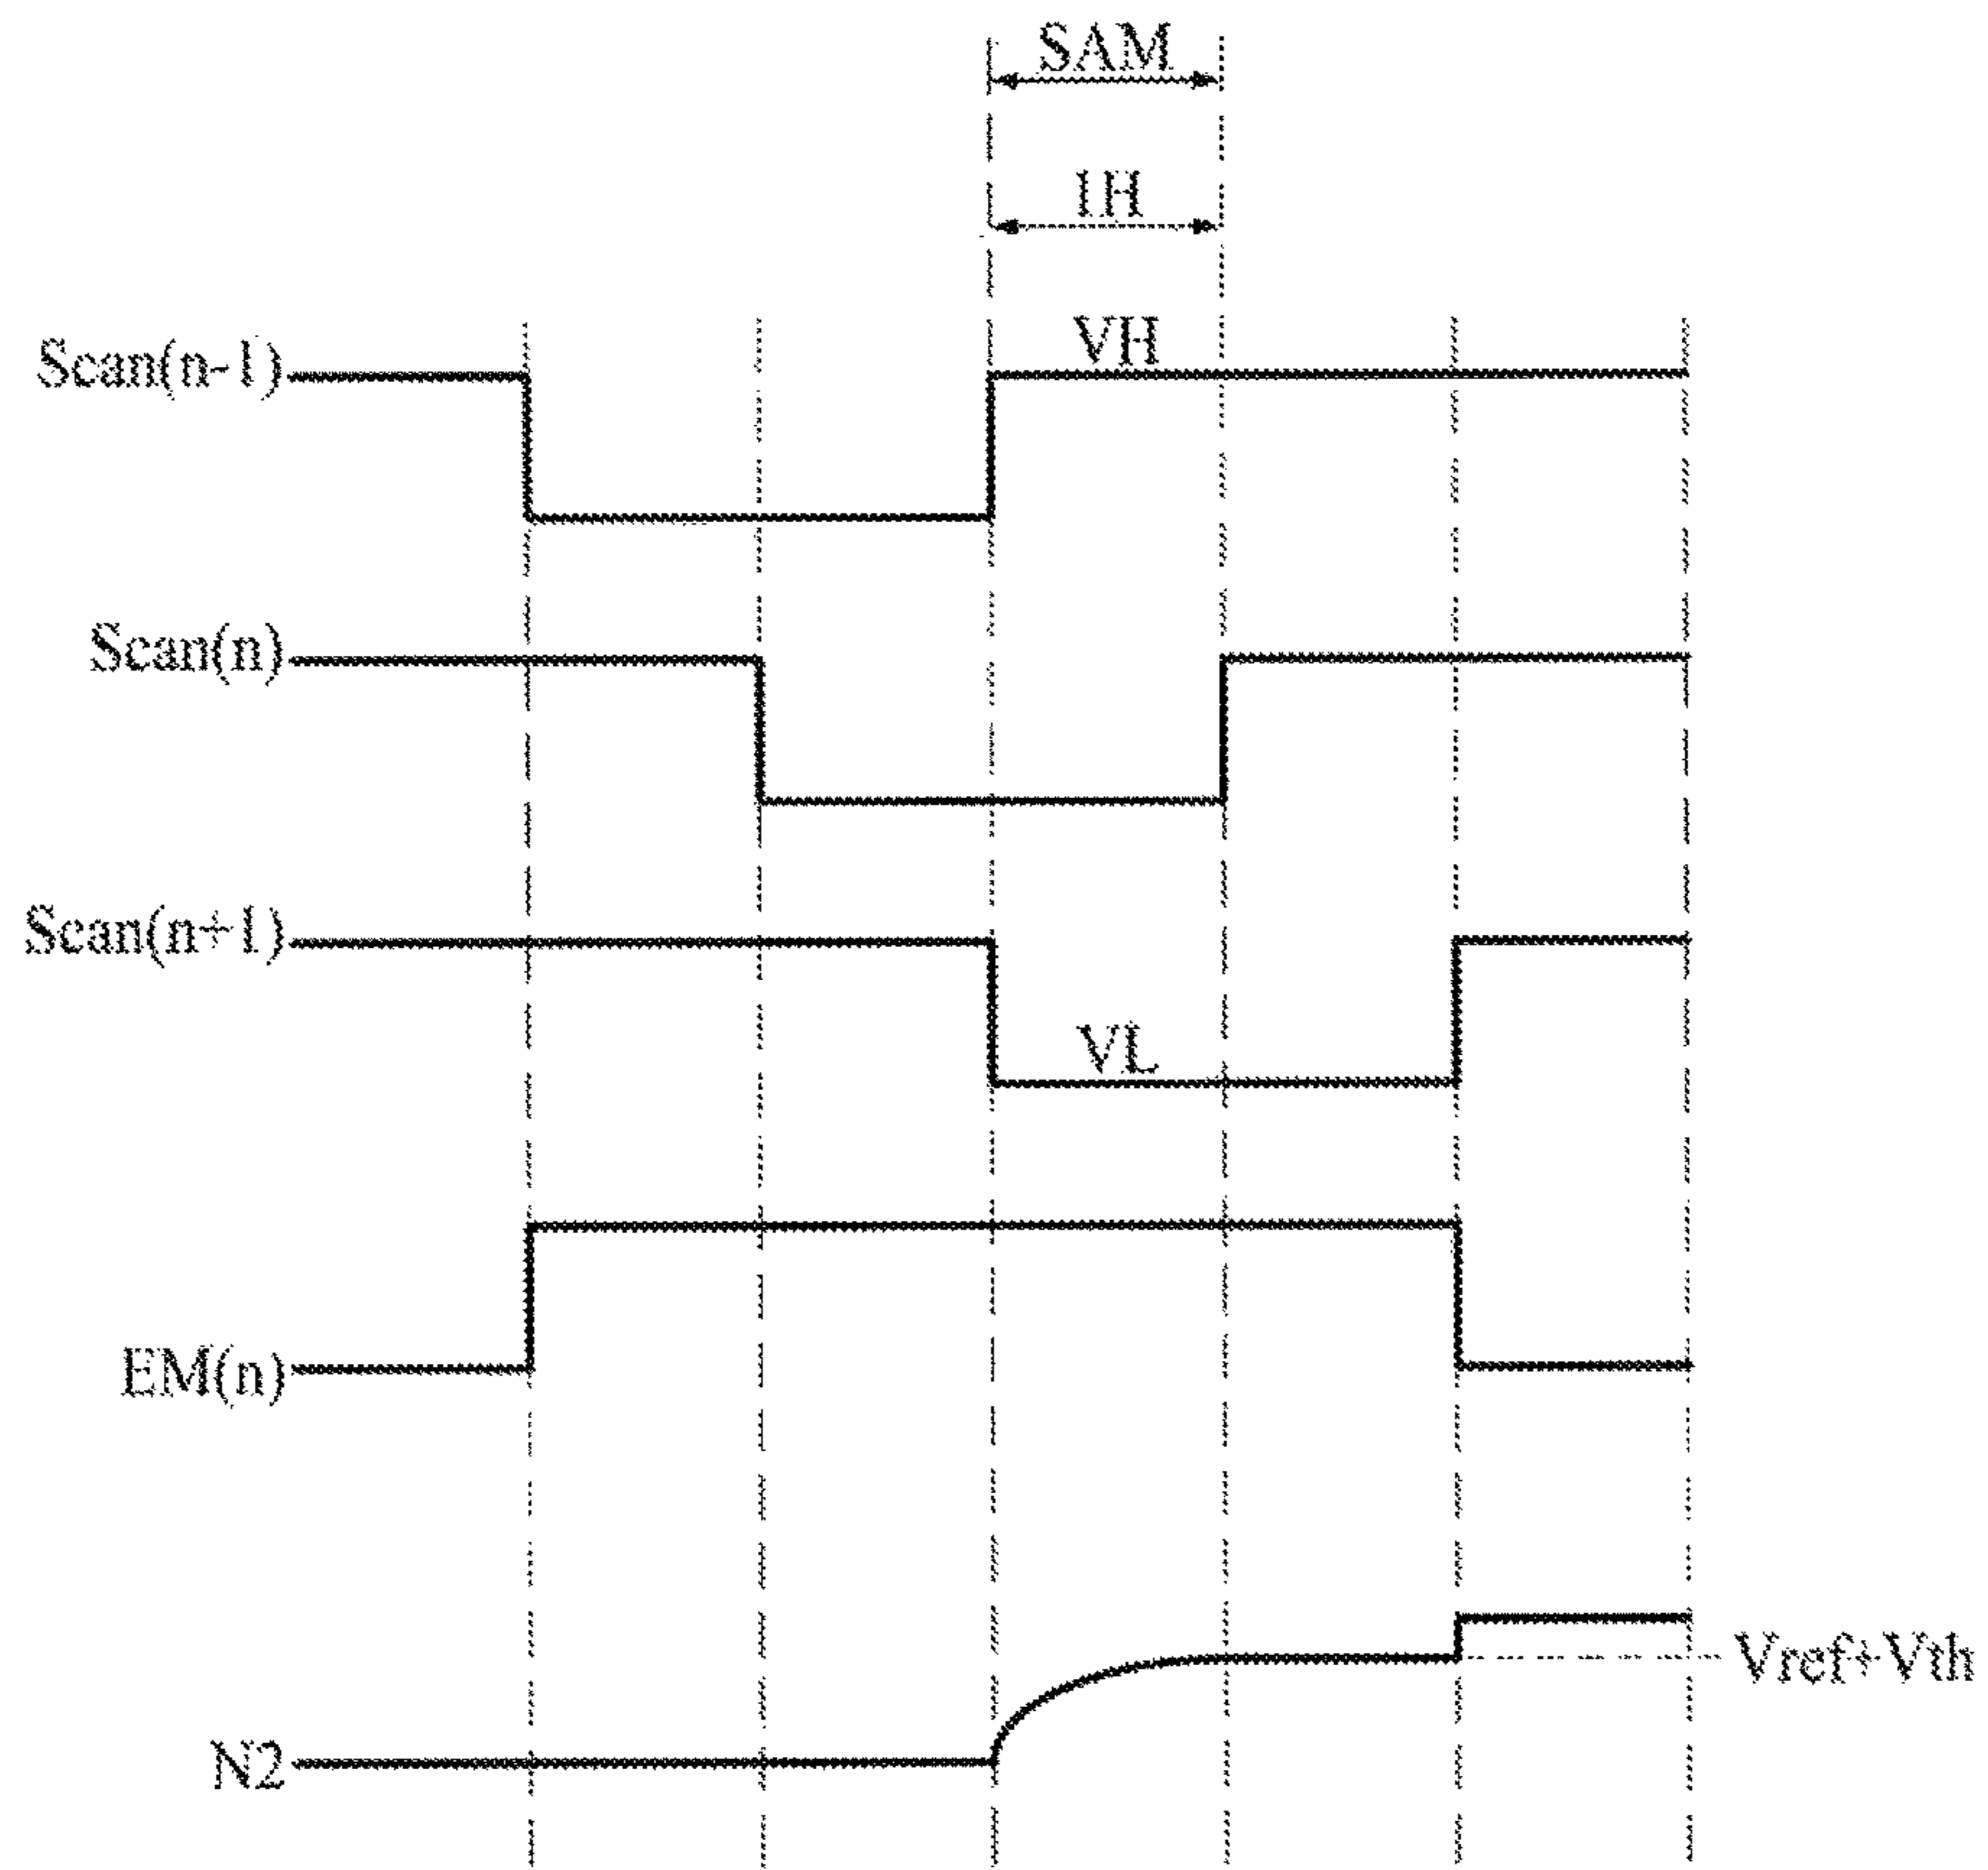 SAM
1H
VH
Scan(n-1)
Scan(n)
Scan(n+1)
VL
EM(n)
Vref+Vth
N2